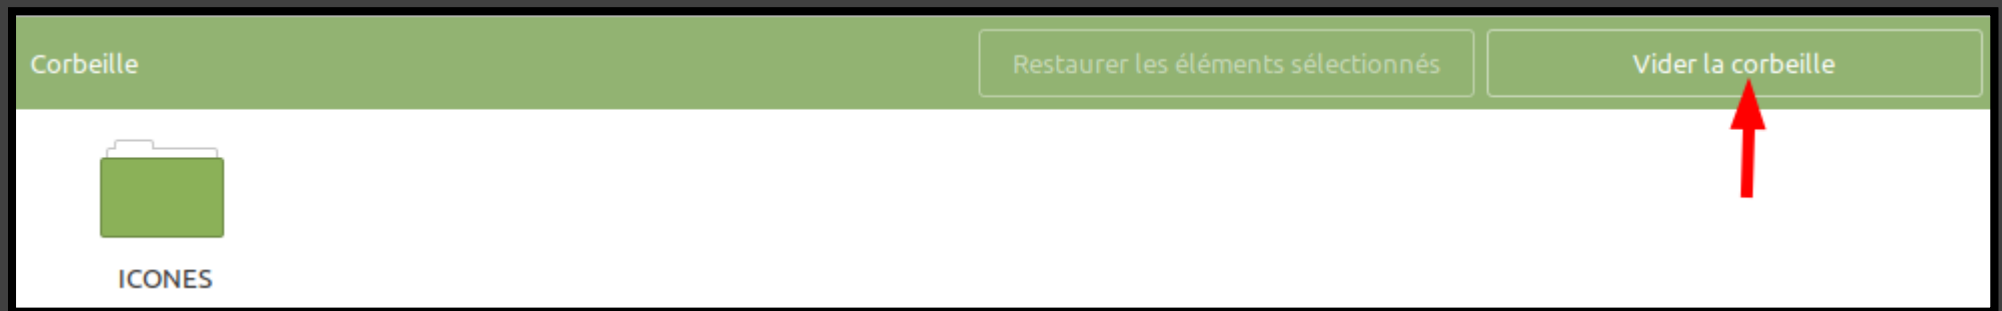 Corbeille
Restaurer les éléments sélectionnés
Vider la corbeille
ICONES